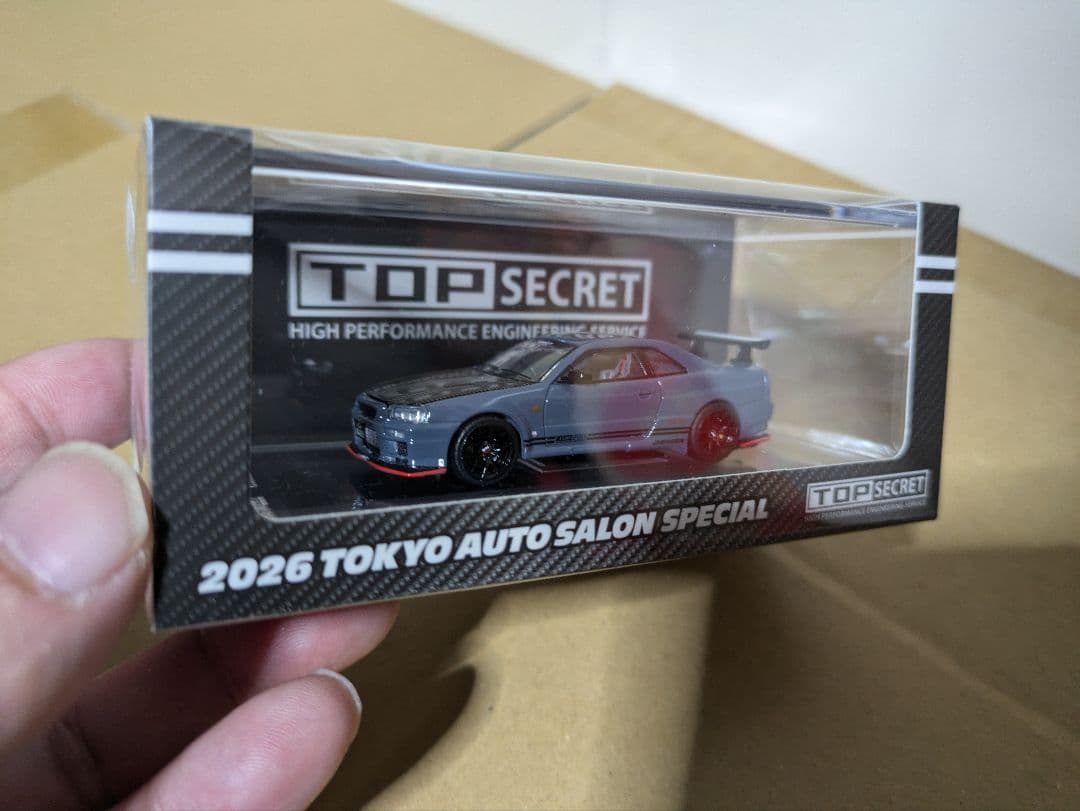 TOP SECRET
HIGH PERFORMANCE ENGINEERING SERVICE
2026 TOKYO AUTO SALON SPECIAL
TOP SECRET
HIGH PERFORMANCE ENGINEERING SERVICE